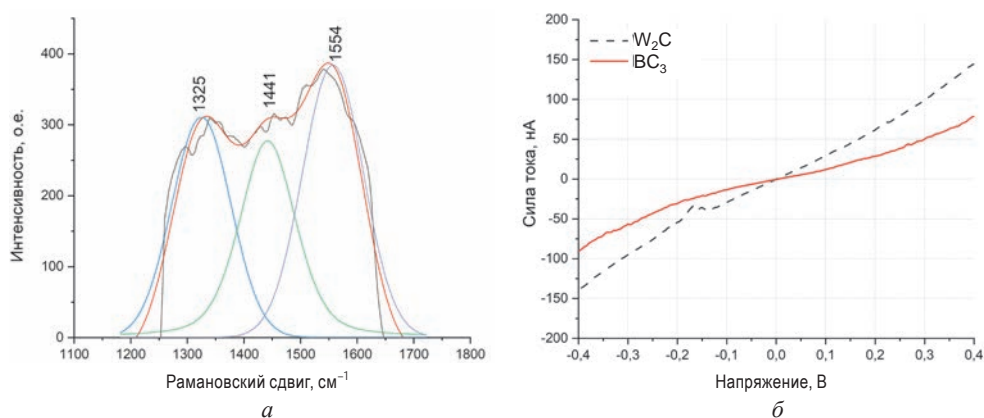 1325
1441
1554
Интенсивность, о.е.
400
300
200
100
0
1100 1200 1300 1400 1500 1600 1700 1800
Рамановский сдвиг, см⁻¹
а
W₂C
BC₃
Сила тока, нА
200
150
100
50
0
-50
-100
-150
-200
-0,4 -0,3 -0,2 -0,1 0,0 0,1 0,2 0,3 0,4
Напряжение, В
б